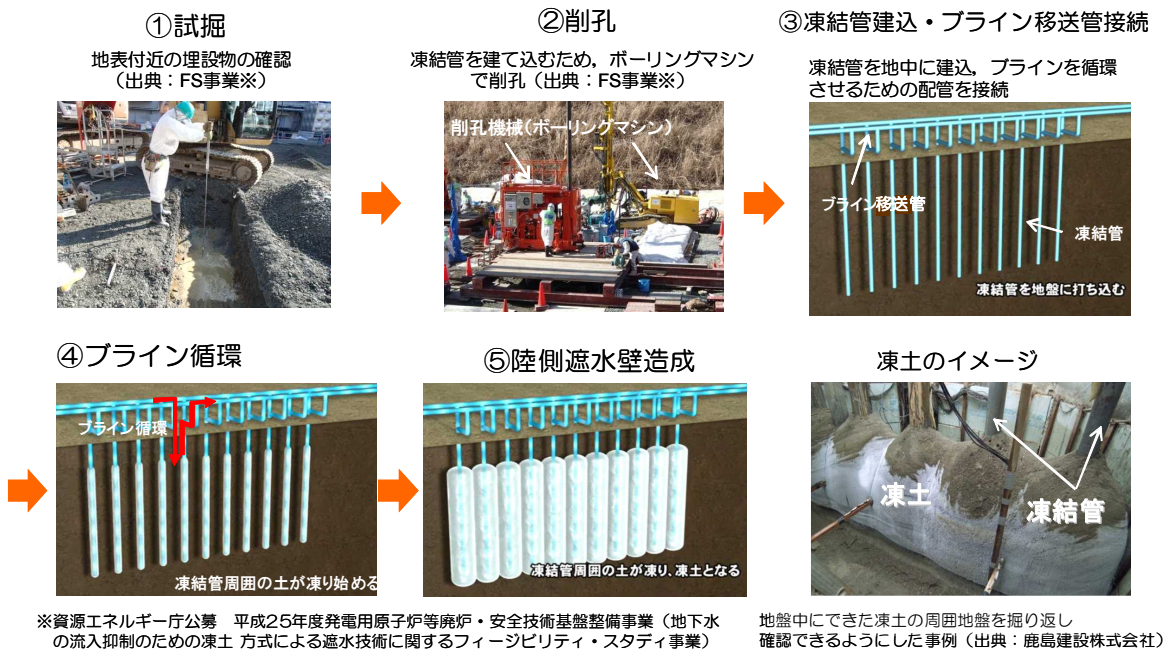 ①試掘
地表付近の埋設物の確認
（出典：FS事業※）
②削孔
凍結管を建て込むため，ボーリングマシン
で削孔（出典：FS事業※）
削孔機械（ボーリングマシン）
③凍結管建込・ブライン移送管接続
凍結管を地中に建込，ブラインを循環
させるための配管を接続
ブライン移送管
凍結管
凍結管を地盤に打ち込む
④ブライン循環
ブライン循環
凍結管周囲の土が凍り始める
⑤陸側遮水壁造成
凍結管周囲の土が凍り、凍土となる
凍土のイメージ
凍土
凍結管
※資源エネルギー庁公募　平成25年度発電用原子炉等廃炉・安全技術基盤整備事業（地下水
の流入抑制のための凍土 方式による遮水技術に関するフィージビリティ・スタディ事業）
地盤中にできた凍土の周囲地盤を掘り返し
確認できるようにした事例（出典：鹿島建設株式会社）